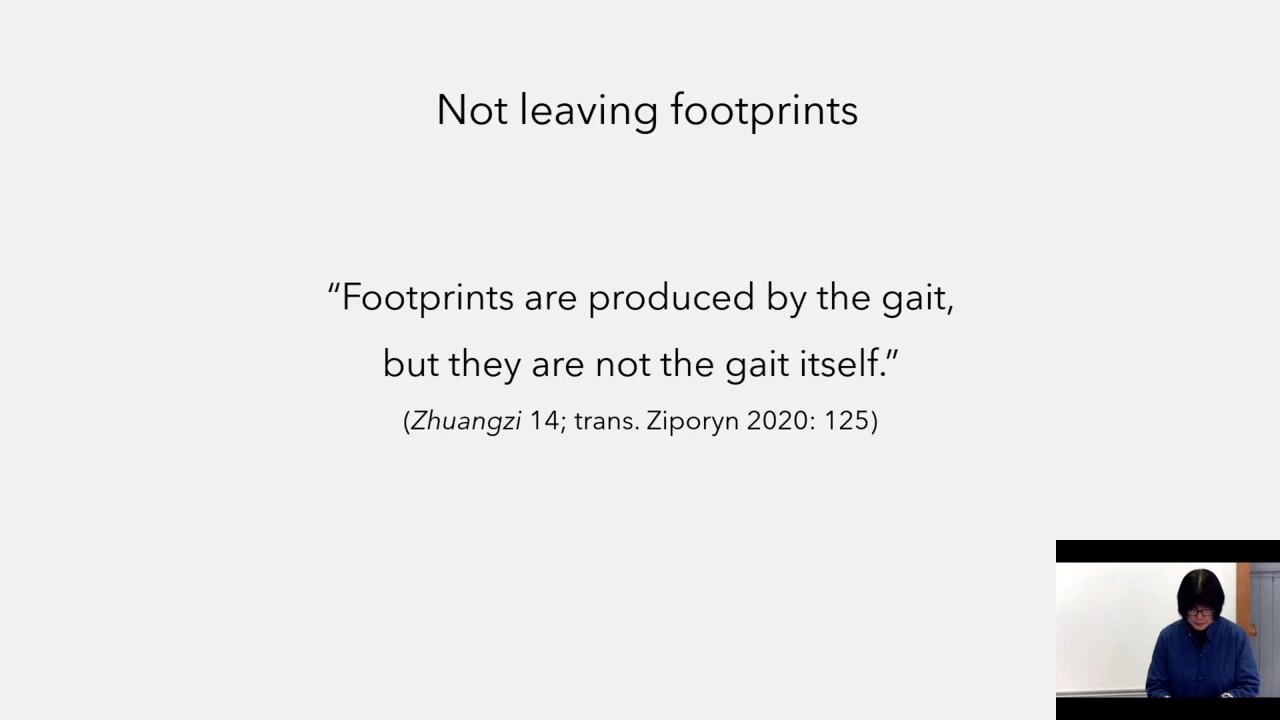 Not leaving footprints
“Footprints are produced by the gait,
but they are not the gait itself.”
(Zhuangzi 14; trans. Ziporyn 2020: 125)